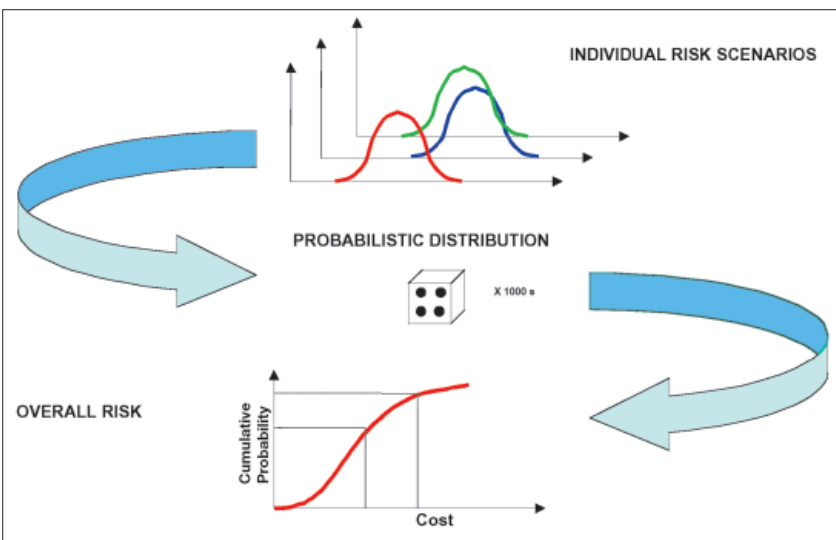 INDIVIDUAL RISK SCENARIOS
PROBABILISTIC DISTRIBUTION
X 1000 s
OVERALL RISK
Cumulative
Probability
Cost